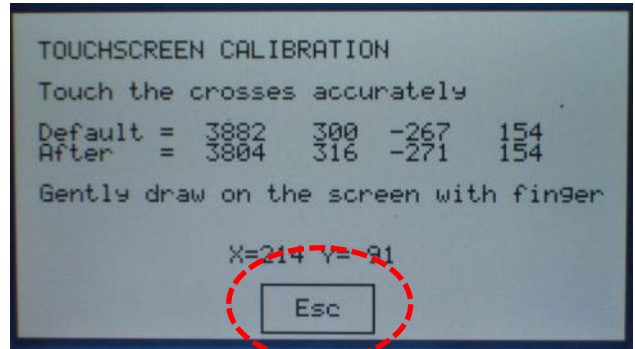 TOUCHSCREEN CALIBRATION
Touch the crosses accurately
Default = 3882 300 -267 154
After = 3804 316 -271 154
Gently draw on the screen with finger
X=214 Y= 91
Esc